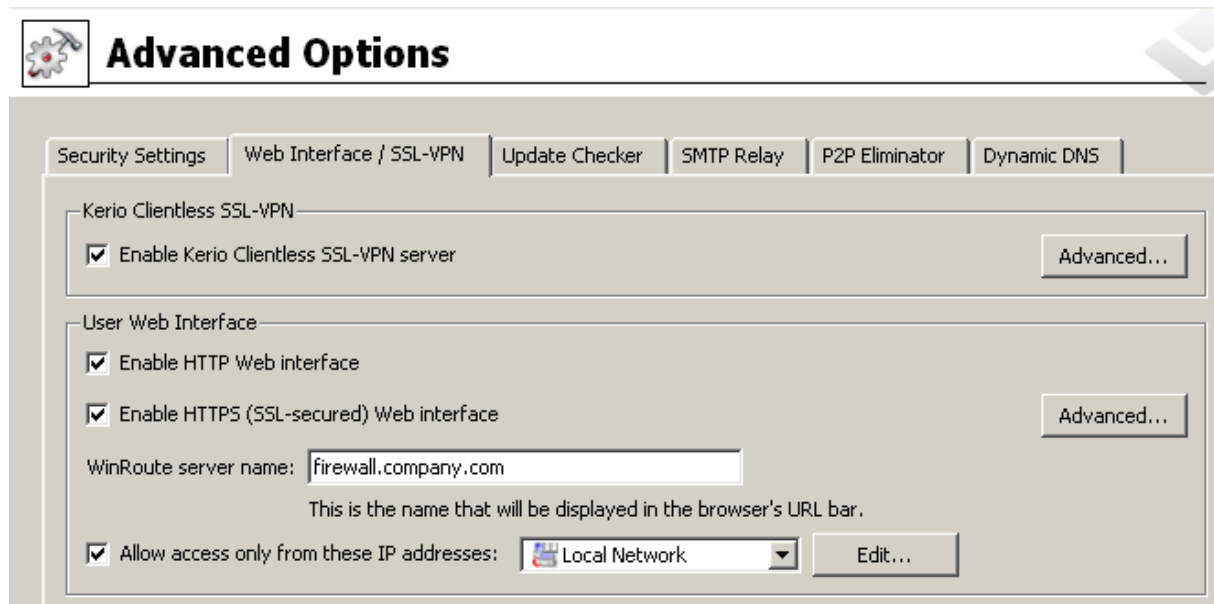 Advanced Options
Security Settings Web Interface / SSL-VPN Update Checker SMTP Relay P2P Eliminator Dynamic DNS
Kerio Clientless SSL-VPN
Enable Kerio Clientless SSL-VPN server Advanced...
User Web Interface
Enable HTTP Web interface
Enable HTTPS (SSL-secured) Web interface Advanced...
WinRoute server name: firewall.company.com
This is the name that will be displayed in the browser's URL bar.
Allow access only from these IP addresses: Local Network Edit...